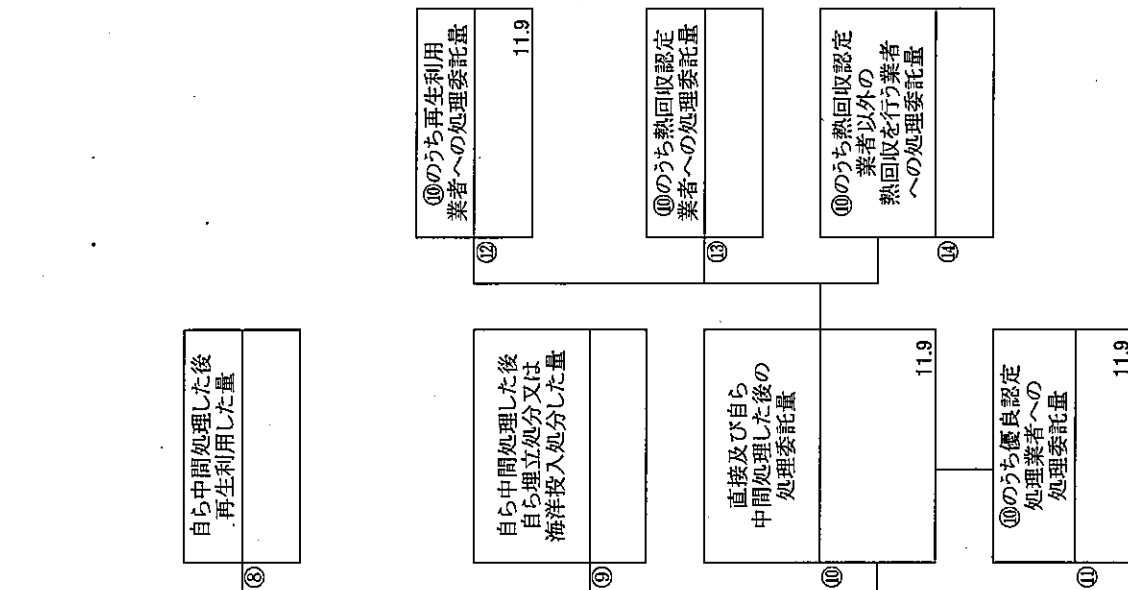 ⑧
自ら中間処理した後
再生利用した量
⑨
自ら中間処理した後
自ら埋立処分又は
海洋投入処分した量
⑩
直接及び自ら
中間処理した後の
処理委託量
11.9
⑪
⑩のうち優良認定
処理業者への
処理委託量
11.9
⑫
⑩のうち再生利用
業者への処理委託量
11.9
⑬
⑩のうち熱回収認定
業者への処理委託量
⑭
⑩のうち熱回収認定
業者以外の
熱回収を行う業者
への処理委託量